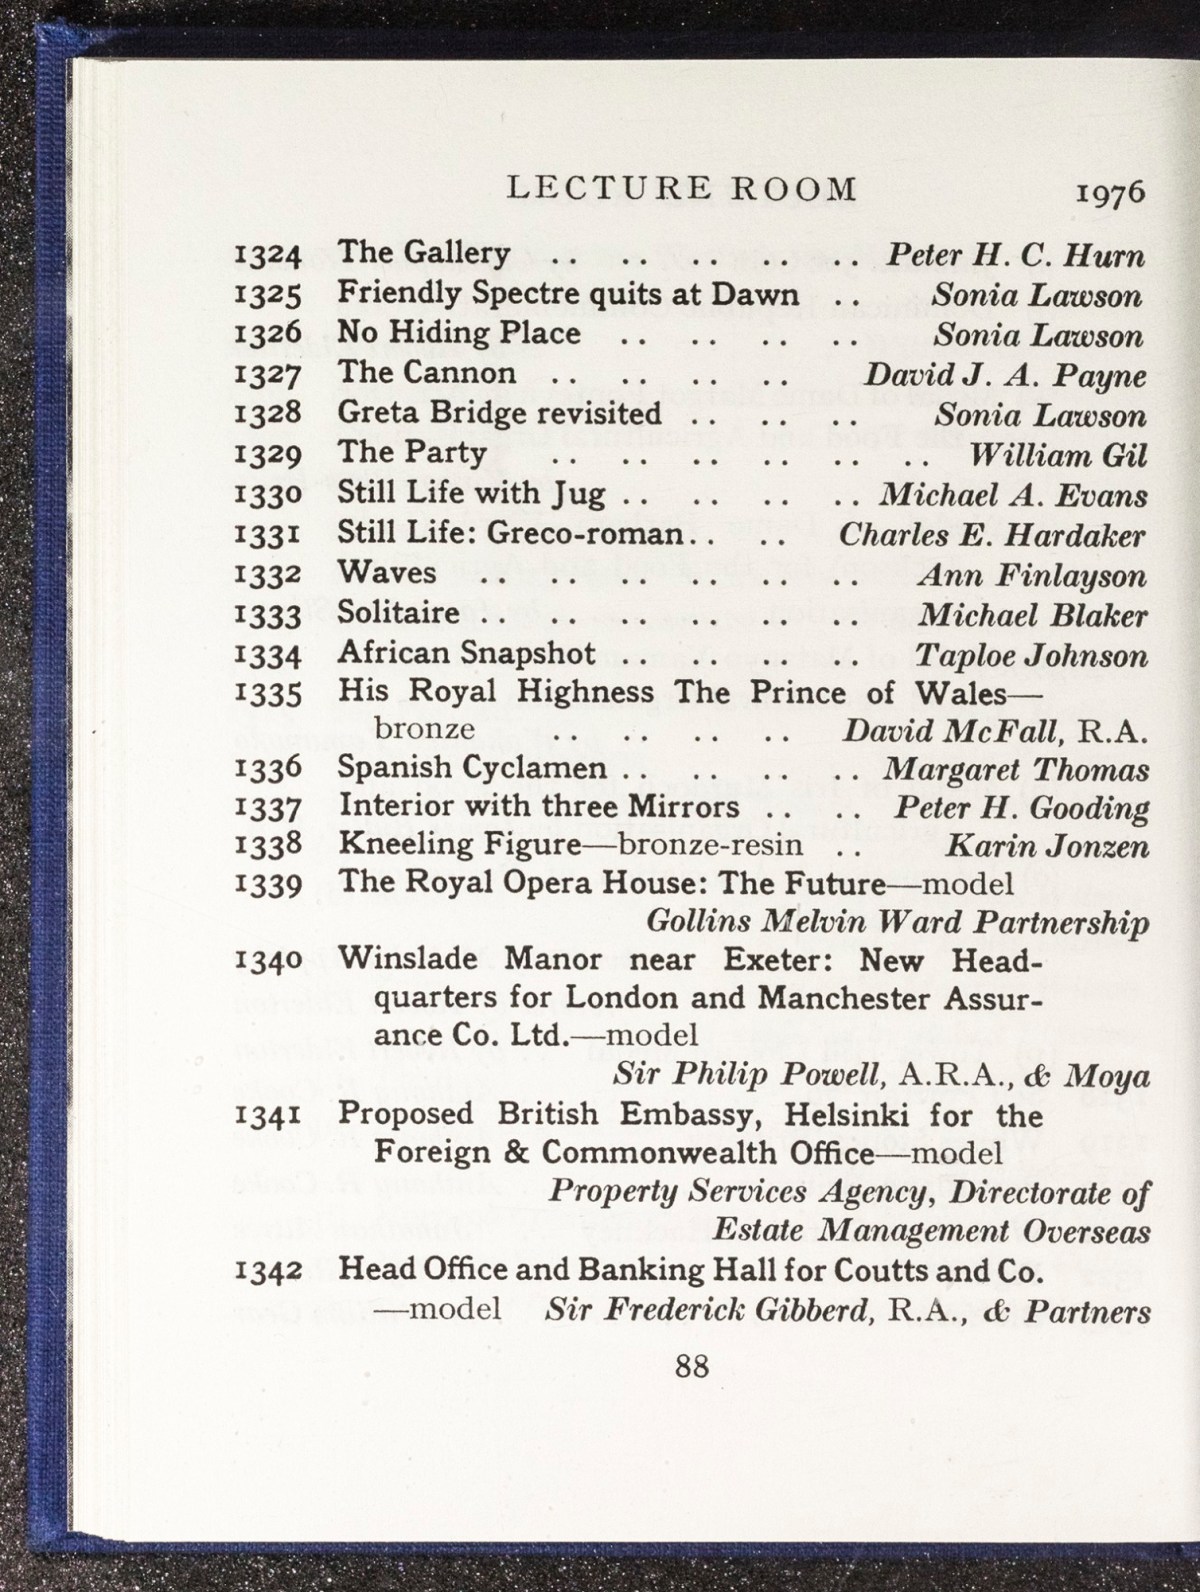 LECTURE ROOM 1976
1324 The Gallery .. .. .. .. .. Peter H. C. Hurn
1325 Friendly Spectre quits at Dawn .. Sonia Lawson
1326 No Hiding Place .. .. .. .. Sonia Lawson
1327 The Cannon .. .. .. .. David J. A. Payne
1328 Greta Bridge revisited .. .. .. Sonia Lawson
1329 The Party .. .. .. .. .. .. William Gil
1330 Still Life with Jug .. .. .. .. Michael A. Evans
1331 Still Life: Greco-roman .. .. Charles E. Hardaker
1332 Waves .. .. .. .. .. .. Ann Finlayson
1333 Solitaire .. .. .. .. .. .. Michael Blaker
1334 African Snapshot .. .. .. .. Taploe Johnson
1335 His Royal Highness The Prince of Wales—
bronze .. .. .. .. David McFall, R.A.
1336 Spanish Cyclamen .. .. .. .. Margaret Thomas
1337 Interior with three Mirrors .. .. Peter H. Gooding
1338 Kneeling Figure—bronze-resin .. Karin Jonzen
1339 The Royal Opera House: The Future—model
Gollins Melvin Ward Partnership
1340 Winslade Manor near Exeter: New Head-
quarters for London and Manchester Assur-
ance Co. Ltd.—model
Sir Philip Powell, A.R.A., & Moya
1341 Proposed British Embassy, Helsinki for the
Foreign & Commonwealth Office—model
Property Services Agency, Directorate of
Estate Management Overseas
1342 Head Office and Banking Hall for Coutts and Co.
—model Sir Frederick Gibberd, R.A., & Partners
88